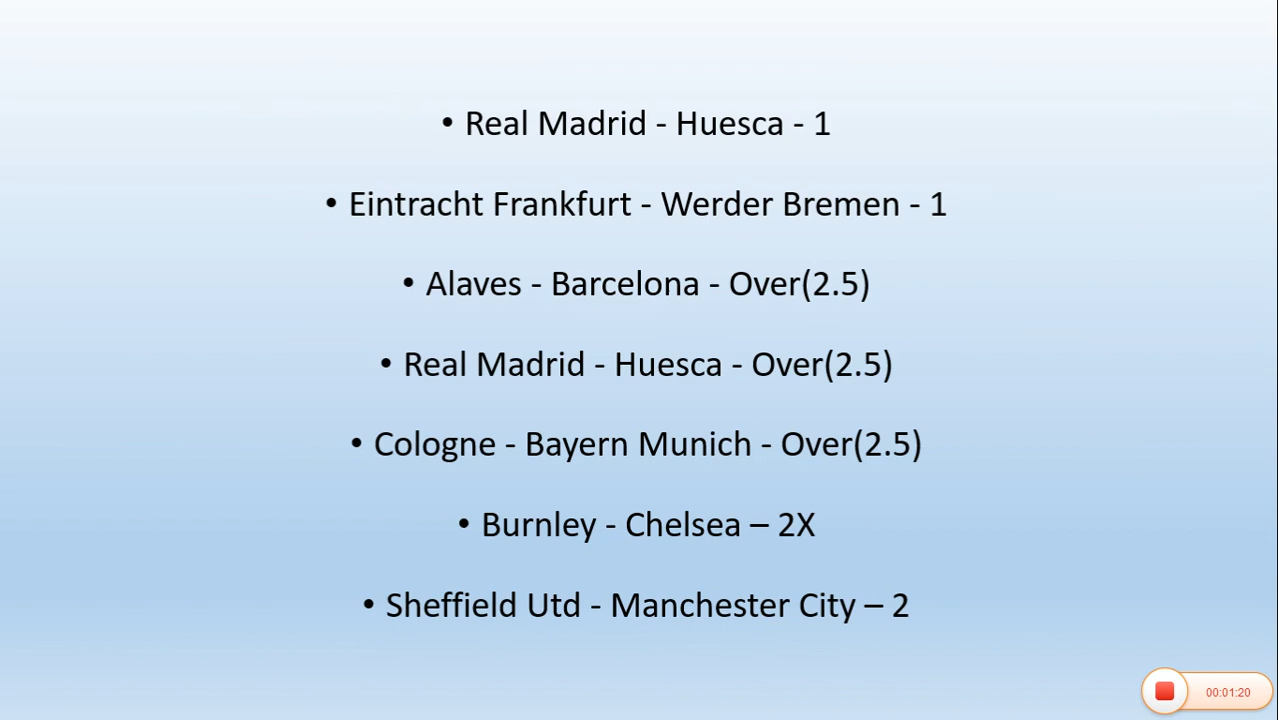 • Real Madrid - Huesca - 1
• Eintracht Frankfurt - Werder Bremen - 1
• Alaves - Barcelona - Over(2.5)
• Real Madrid - Huesca - Over(2.5)
• Cologne - Bayern Munich - Over(2.5)
• Burnley - Chelsea – 2X
• Sheffield Utd - Manchester City – 2
00:01:20